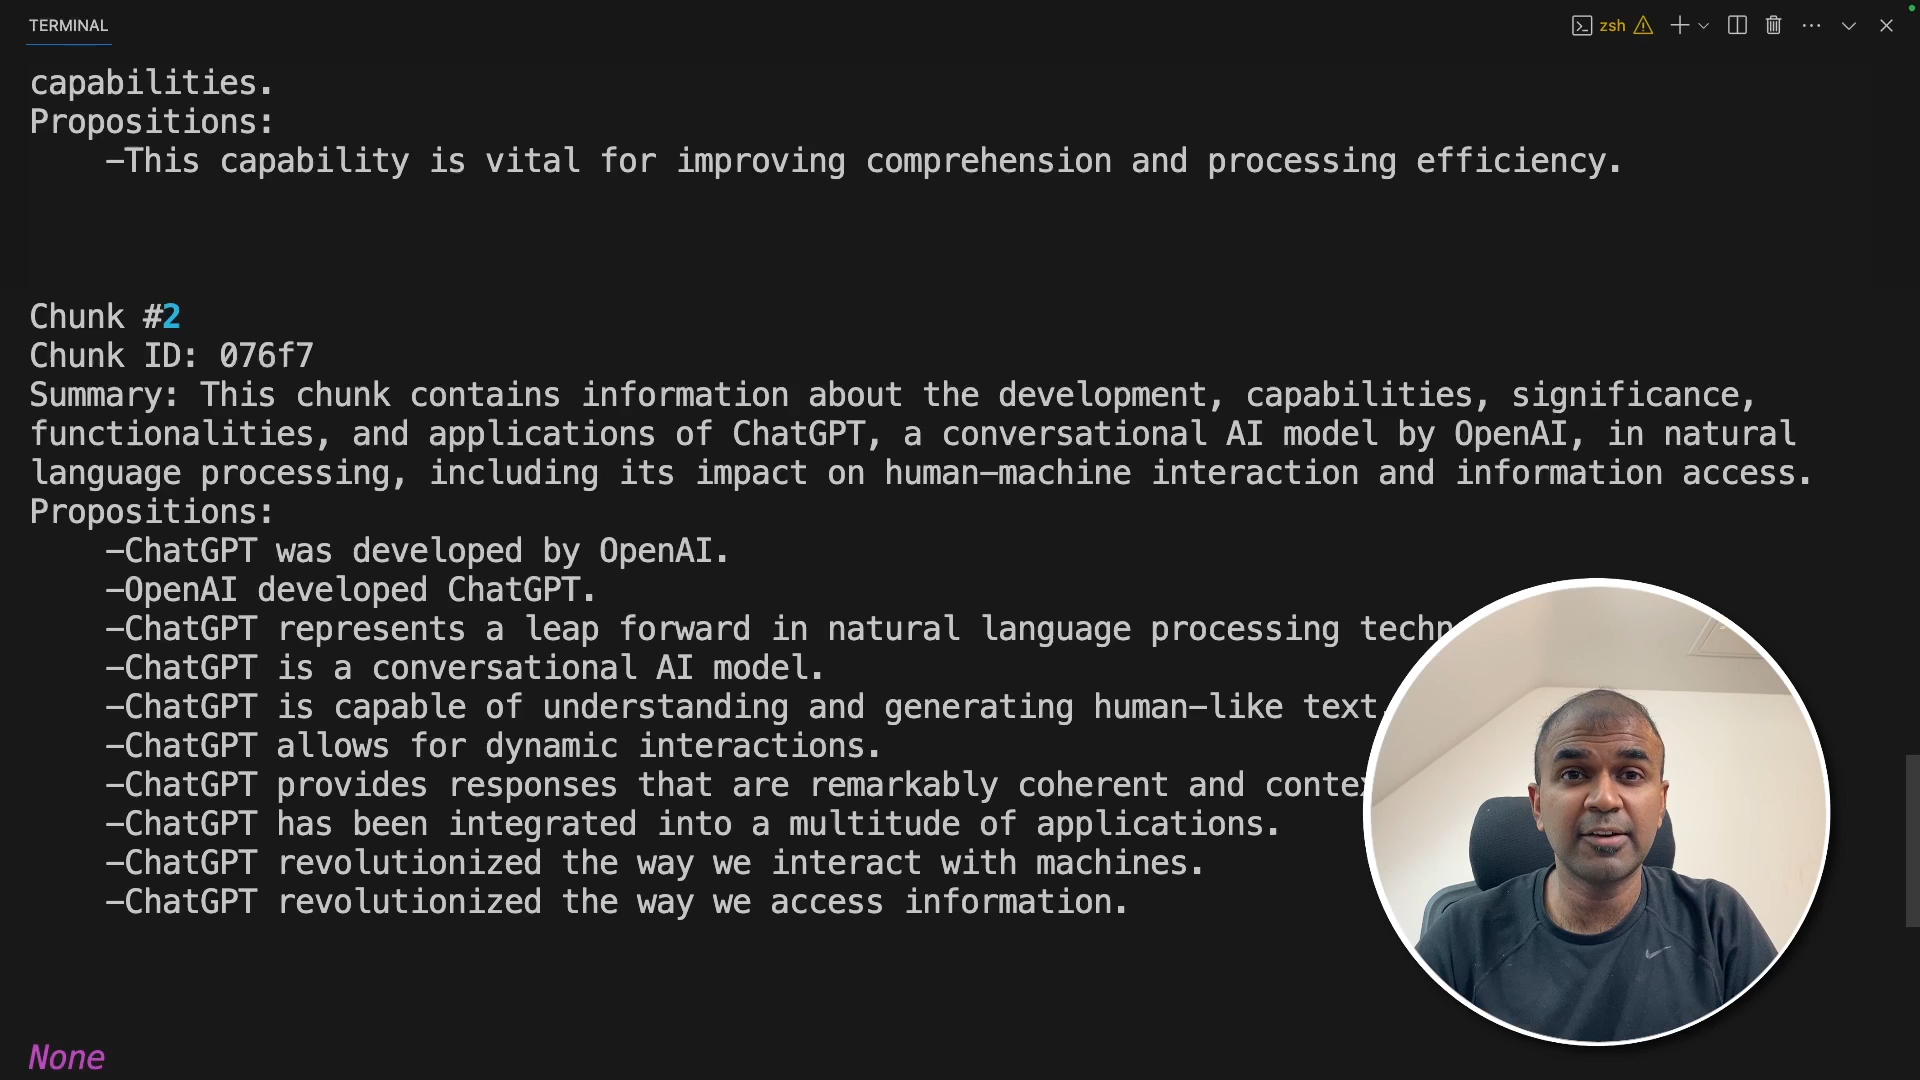 TERMINAL
zsh
capabilities.
Propositions:
—This capability is vital for improving comprehension and processing efficiency.
Chunk #2
Chunk ID: 076f7
Summary: This chunk contains information about the development, capabilities, significance,
functionalities, and applications of ChatGPT, a conversational AI model by OpenAI, in natural
language processing, including its impact on human-machine interaction and information access.
Propositions:
—ChatGPT was developed by OpenAI.
—OpenAI developed ChatGPT.
—ChatGPT represents a leap forward in natural language processing
—ChatGPT is a conversational AI model.
—ChatGPT is capable of understanding and generating human-like text.
—ChatGPT allows for dynamic interactions.
—ChatGPT provides responses that are remarkably coherent and
—ChatGPT has been integrated into a multitude of applications.
—ChatGPT revolutionized the way we interact with machines.
—ChatGPT revolutionized the way we access information.
None